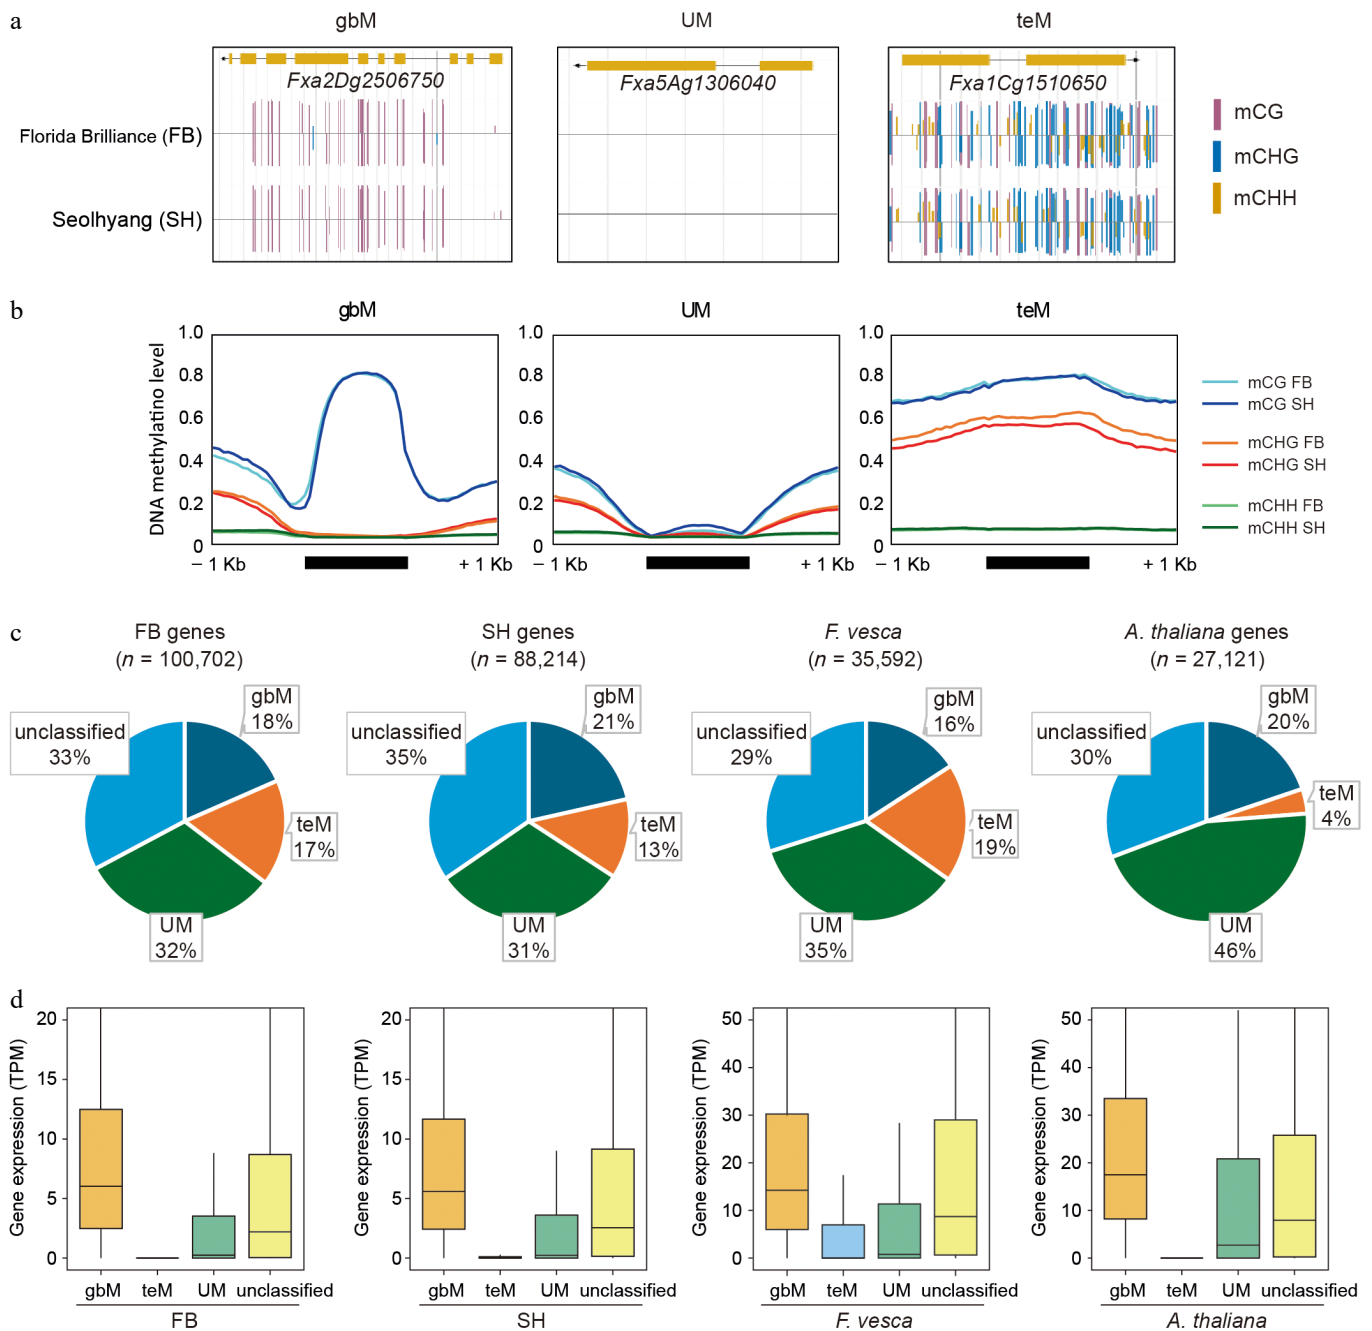 a
gbM
UM
teM
Fxa2Dg2506750
Fxa5Ag1306040
Fxa1Cg1510650
Florida Brilliance (FB)
Seolhyang (SH)
mCG
mCHG
mCHH
b
gbM
UM
teM
DNA methylatino level
1.0
0.8
0.6
0.4
0.2
0
– 1 Kb
+ 1 Kb
1.0
0.8
0.6
0.4
0.2
0
– 1 Kb
+ 1 Kb
1.0
0.8
0.6
0.4
0.2
0
– 1 Kb
+ 1 Kb
mCG FB
mCG SH
mCHG FB
mCHG SH
mCHH FB
mCHH SH
c
FB genes
(n = 100,702)
gbM
18%
teM
17%
UM
32%
unclassified
33%
SH genes
(n = 88,214)
gbM
21%
teM
13%
UM
31%
unclassified
35%
F. vesca
(n = 35,592)
gbM
16%
teM
19%
UM
35%
unclassified
29%
A. thaliana genes
(n = 27,121)
gbM
20%
teM
4%
UM
46%
unclassified
30%
d
Gene expression (TPM)
20
15
10
5
0
gbM teM UM unclassified
FB
Gene expression (TPM)
20
15
10
5
0
gbM teM UM unclassified
SH
Gene expression (TPM)
50
40
30
20
10
0
gbM teM UM unclassified
F. vesca
Gene expression (TPM)
50
40
30
20
10
0
gbM teM UM unclassified
A. thaliana